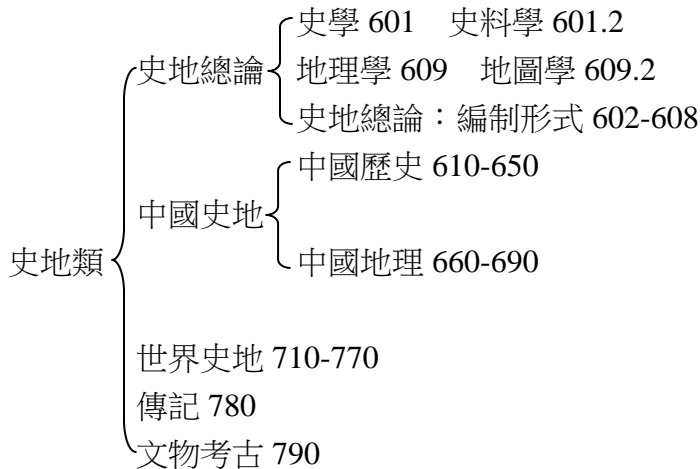 史學 601 史料學 601.2
史地總論
地理學 609 地圖學 609.2
史地總論：編制形式 602-608
中國歷史 610-650
中國史地
史地類
中國地理 660-690
世界史地 710-770
傳記 780
文物考古 790